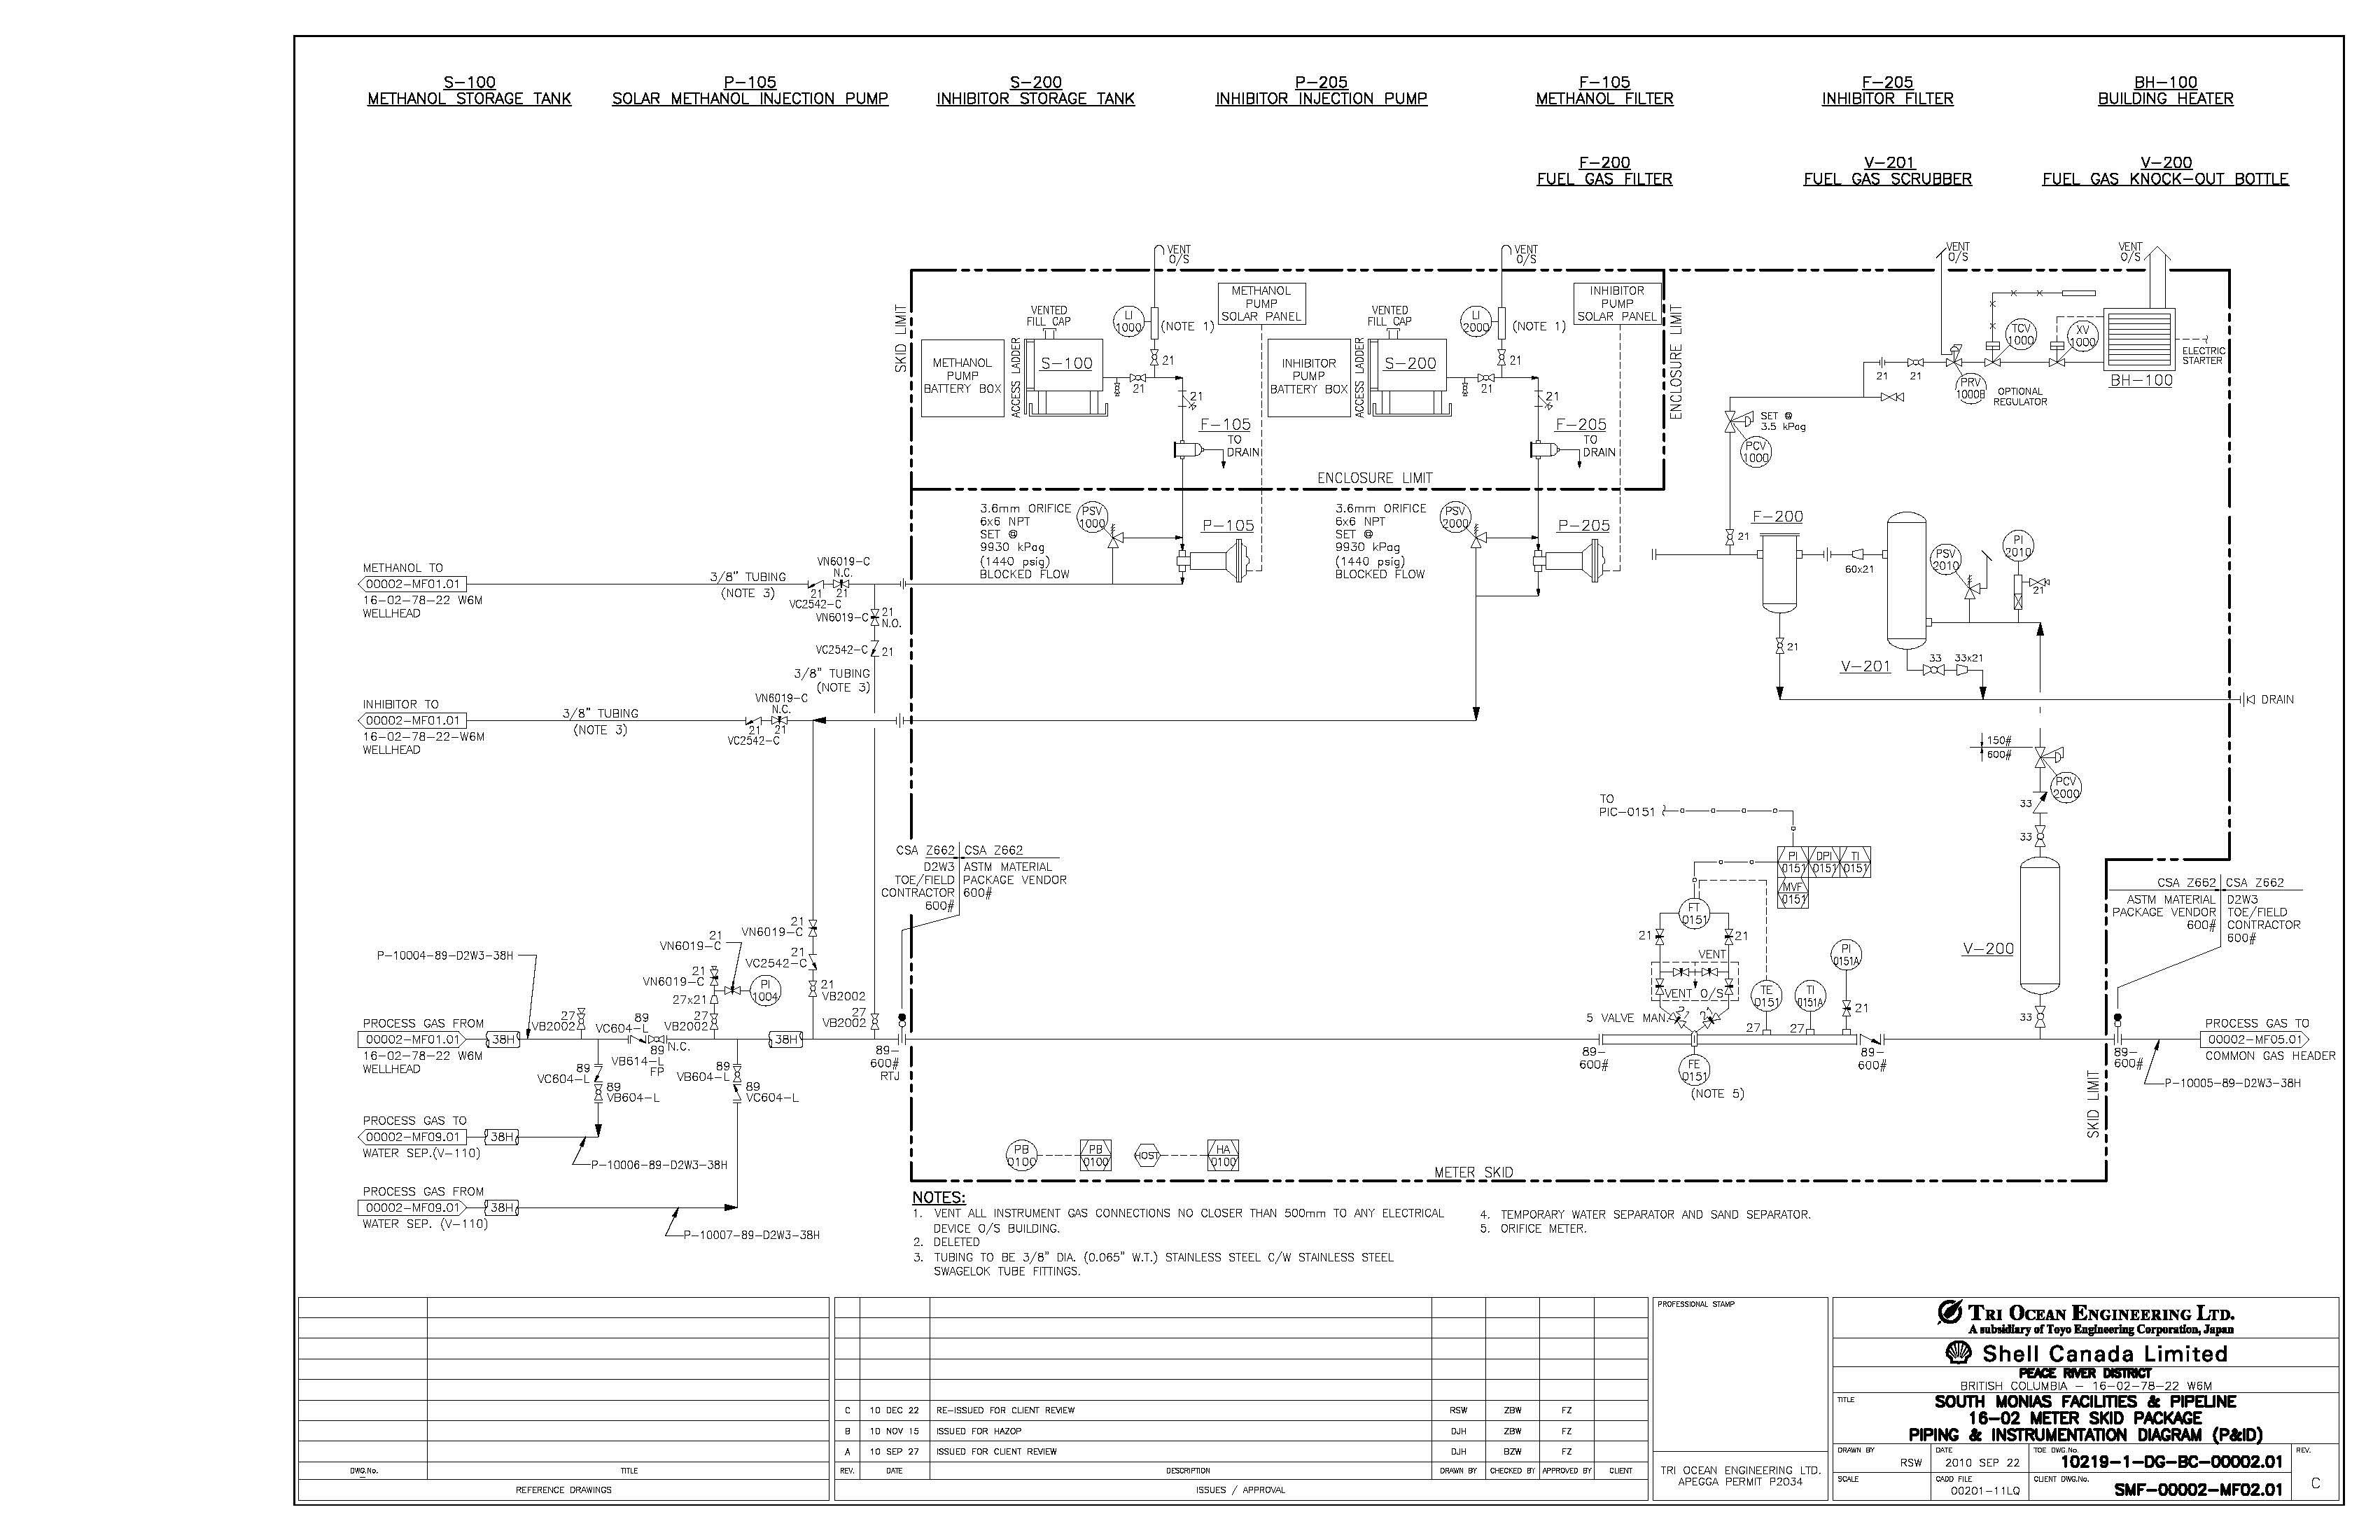 S-100
METHANOL STORAGE TANK
P-105
SOLAR METHANOL INJECTION PUMP
S-200
INHIBITOR STORAGE TANK
P-205
INHIBITOR INJECTION PUMP
F-105
METHANOL FILTER
F-205
INHIBITOR FILTER
BH-100
BUILDING HEATER
F-200
FUEL GAS FILTER
V-201
FUEL GAS SCRUBBER
V-200
FUEL GAS KNOCK-OUT BOTTLE
VENT
O/S
VENT
O/S
VENT
O/S
VENT
O/S
SKID LIMIT
METHANOL
PUMP
BATTERY BOX
ACCESS LADDER
VENTED
FILL CAP
S-100
LI
1000
(NOTE 1)
21
21
21
METHANOL
PUMP
SOLAR PANEL
F-105
TO
DRAIN
INHIBITOR
PUMP
BATTERY BOX
ACCESS LADDER
VENTED
FILL CAP
S-200
LI
2000
(NOTE 1)
21
21
21
INHIBITOR
PUMP
SOLAR PANEL
F-205
TO
DRAIN
ENCLOSURE LIMIT
ENCLOSURE LIMIT
TCV
1000
XV
1000
ELECTRIC
STARTER
BH-100
21
21
PRV
1000B
OPTIONAL
REGULATOR
SET @
3.5 kPag
PCV
1000
3.6mm ORIFICE
6x6 NPT
SET @
9930 kPag
(1440 psig)
BLOCKED FLOW
PSV
1000
P-105
3.6mm ORIFICE
6x6 NPT
SET @
9930 kPag
(1440 psig)
BLOCKED FLOW
PSV
2000
P-205
F-200
21
60x21
21
PSV
2010
PI
2010
21
V-201
33
33x21
DRAIN
METHANOL TO
00002-MF01.01
16-02-78-22 W6M
WELLHEAD
3/8" TUBING
(NOTE 3)
VN6019-C
N.C.
21
21
VC2542-C
VN6019-C
21
N.O.
VC2542-C
21
3/8" TUBING
(NOTE 3)
INHIBITOR TO
00002-MF01.01
16-02-78-22-W6M
WELLHEAD
3/8" TUBING
(NOTE 3)
VN6019-C
N.C.
21
21
VC2542-C
150#
600#
PCV
2000
33
33
V-200
33
TO
PIC-0151
PI
0151
DPI
0151
TI
0151
MVF
0151
FT
0151
21
21
VENT
VENT O/S
5 VALVE MAN.
TE
0151
TI
0151A
PI
0151A
21
27
27
FE
0151
(NOTE 5)
89-
600#
89-
600#
CSA Z662
CSA Z662
D2W3
TOE/FIELD
CONTRACTOR
600#
ASTM MATERIAL
PACKAGE VENDOR
600#
CSA Z662
CSA Z662
ASTM MATERIAL
PACKAGE VENDOR
600#
D2W3
TOE/FIELD
CONTRACTOR
600#
P-10004-89-D2W3-38H
21
VN6019-C
21
VN6019-C
27x21
PI
1004
21
VN6019-C
21
VC2542-C
21
VB2002
27
VB2002
27
VB2002
27
VB2002
PROCESS GAS FROM
00002-MF01.01
16-02-78-22 W6M
WELLHEAD
38H
89
VC604-L
89
N.C.
VB614-L
FP
38H
89-
600#
RTJ
89
VC604-L
89
VB604-L
89
VB604-L
89
VC604-L
PROCESS GAS TO
00002-MF09.01
WATER SEP.(V-110)
38H
P-10006-89-D2W3-38H
PROCESS GAS FROM
00002-MF09.01
WATER SEP. (V-110)
38H
P-10007-89-D2W3-38H
PROCESS GAS TO
00002-MF05.01
COMMON GAS HEADER
89-
600#
P-10005-89-D2W3-38H
SKID LIMIT
PB
0100
PB
0100
HOST
HA
0100
METER SKID
NOTES:
1. VENT ALL INSTRUMENT GAS CONNECTIONS NO CLOSER THAN 500mm TO ANY ELECTRICAL
DEVICE O/S BUILDING.
2. DELETED
3. TUBING TO BE 3/8" DIA. (0.065" W.T.) STAINLESS STEEL C/W STAINLESS STEEL
SWAGELOK TUBE FITTINGS.
4. TEMPORARY WATER SEPARATOR AND SAND SEPARATOR.
5. ORIFICE METER.
DWG.No.
TITLE
REFERENCE DRAWINGS
C 10 DEC 22 RE-ISSUED FOR CLIENT REVIEW RSW ZBW FZ
B 10 NOV 15 ISSUED FOR HAZOP DJH ZBW FZ
A 10 SEP 27 ISSUED FOR CLIENT REVIEW DJH BZW FZ
REV. DATE DESCRIPTION DRAWN BY CHECKED BY APPROVED BY CLIENT
ISSUES / APPROVAL
PROFESSIONAL STAMP
TRI OCEAN ENGINEERING LTD.
APEGGA PERMIT P2034
TRI OCEAN ENGINEERING LTD.
A subsidiary of Toyo Engineering Corporation, Japan
Shell Canada Limited
PEACE RIVER DISTRICT
BRITISH COLUMBIA - 16-02-78-22 W6M
TITLE
SOUTH MONIAS FACILITIES & PIPELINE
16-02 METER SKID PACKAGE
PIPING & INSTRUMENTATION DIAGRAM (P&ID)
DRAWN BY
RSW
DATE
2010 SEP 22
TOE DWG.No.
10219-1-DG-BC-00002.01
REV.
C
SCALE
CADD FILE
00201-11LQ
CLIENT DWG.No.
SMF-00002-MF02.01